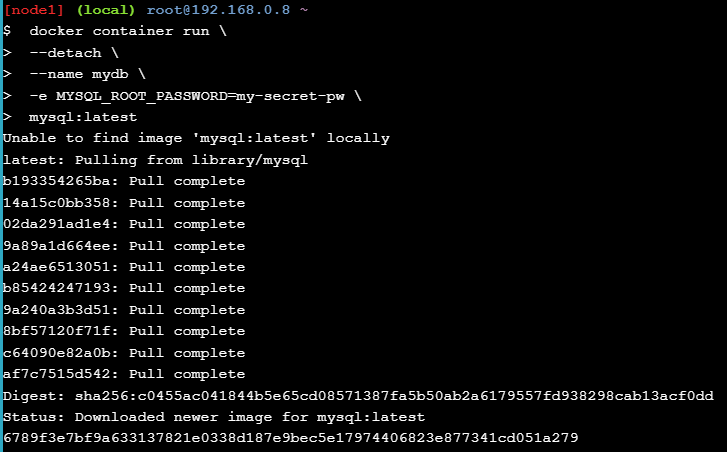 [node1] (local) root@192.168.0.8 ~
$ docker container run \
> --detach \
> --name mydb \
> -e MYSQL_ROOT_PASSWORD=my-secret-pw \
> mysql:latest
Unable to find image 'mysql:latest' locally
latest: Pulling from library/mysql
b193354265ba: Pull complete
14a15c0bb358: Pull complete
02da291ad1e4: Pull complete
9a89a1d664ee: Pull complete
a24ae6513051: Pull complete
b85424247193: Pull complete
9a240a3b3d51: Pull complete
8bf57120f71f: Pull complete
c64090e82a0b: Pull complete
af7c7515d542: Pull complete
Digest: sha256:c0455ac041844b5e65cd08571387fa5b50ab2a6179557fd938298cab13acf0dd
Status: Downloaded newer image for mysql:latest
6789f3e7bf9a633137821e0338d187e9bec5e17974406823e877341cd051a279